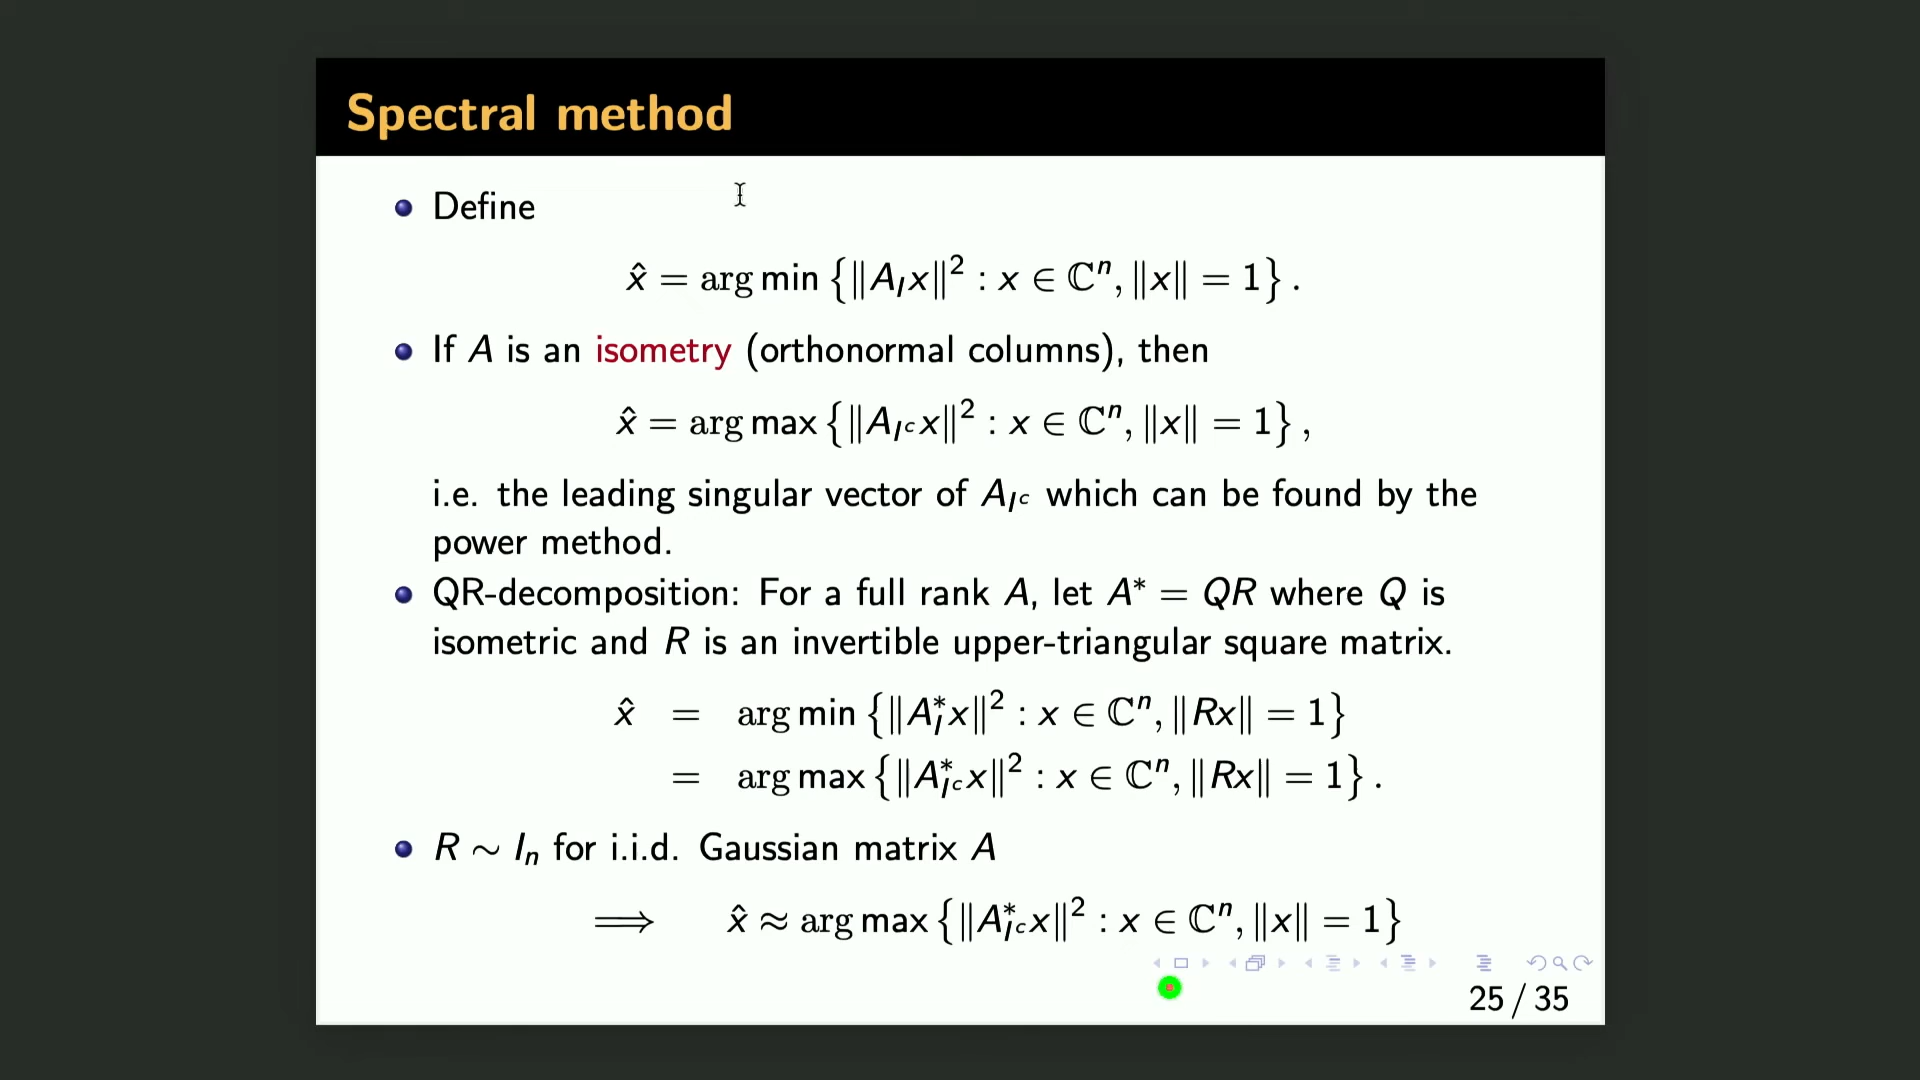 Spectral method
Define
x̂ = arg min {‖A_I x‖² : x ∈ ℂⁿ, ‖x‖ = 1} .
If A is an isometry (orthonormal columns), then
x̂ = arg max {‖A_{I^c} x‖² : x ∈ ℂⁿ, ‖x‖ = 1} ,
i.e. the leading singular vector of A_{I^c} which can be found by the
power method.
QR-decomposition: For a full rank A, let A* = QR where Q is
isometric and R is an invertible upper-triangular square matrix.
x̂ = arg min {‖A*_I x‖² : x ∈ ℂⁿ, ‖Rx‖ = 1}
= arg max {‖A*_{I^c} x‖² : x ∈ ℂⁿ, ‖Rx‖ = 1} .
R ∼ I_n for i.i.d. Gaussian matrix A
⟹ x̂ ≈ arg max {‖A*_{I^c} x‖² : x ∈ ℂⁿ, ‖x‖ = 1}
25 / 35